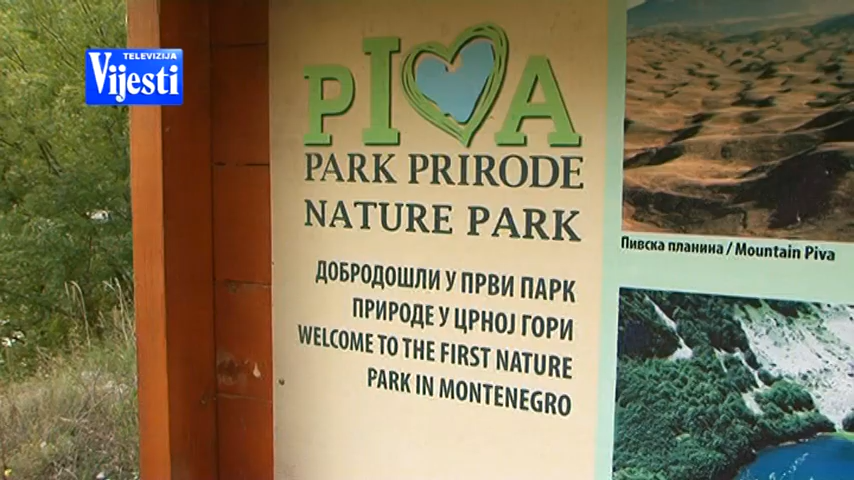 TELEVIZIJA
Vijesti
PIVA
PARK PRIRODE
NATURE PARK
ДОБРОДОШЛИ У ПРВИ ПАРК
ПРИРОДЕ У ЦРНОЈ ГОРИ
WELCOME TO THE FIRST NATURE
PARK IN MONTENEGRO
Пивска планина / Mountain Piva